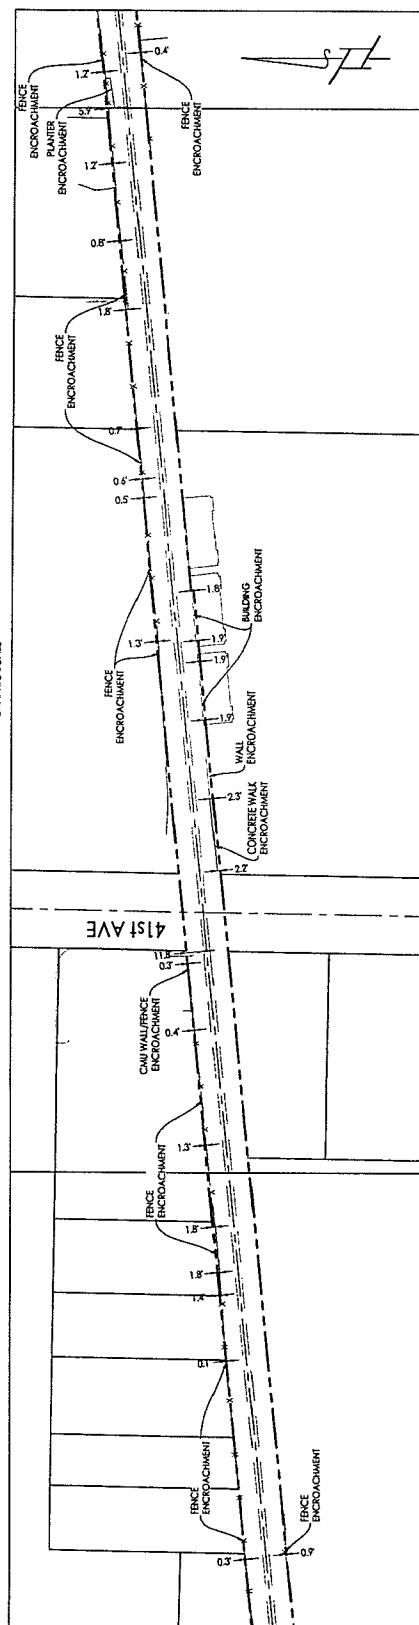 0.4'
1.2'
FENCE
ENCROACHMENT
5.9'
PLANTER
ENCROACHMENT
FENCE
ENCROACHMENT
1.2'
0.8'
1.8'
FENCE
ENCROACHMENT
0.7'
0.6'
0.5'
1.8'
BUILDING
ENCROACHMENT
1.3'
FENCE
ENCROACHMENT
1.9'
1.9'
1.9'
WALL
ENCROACHMENT
2.3'
CONCRETE WALK
ENCROACHMENT
2.2'
41st AVE
11.8'
0.3'
CMU WALL/FENCE
ENCROACHMENT
0.4'
1.3'
FENCE
ENCROACHMENT
1.8'
1.8'
1.4'
0.1'
FENCE
ENCROACHMENT
0.3'
0.9'
FENCE
ENCROACHMENT